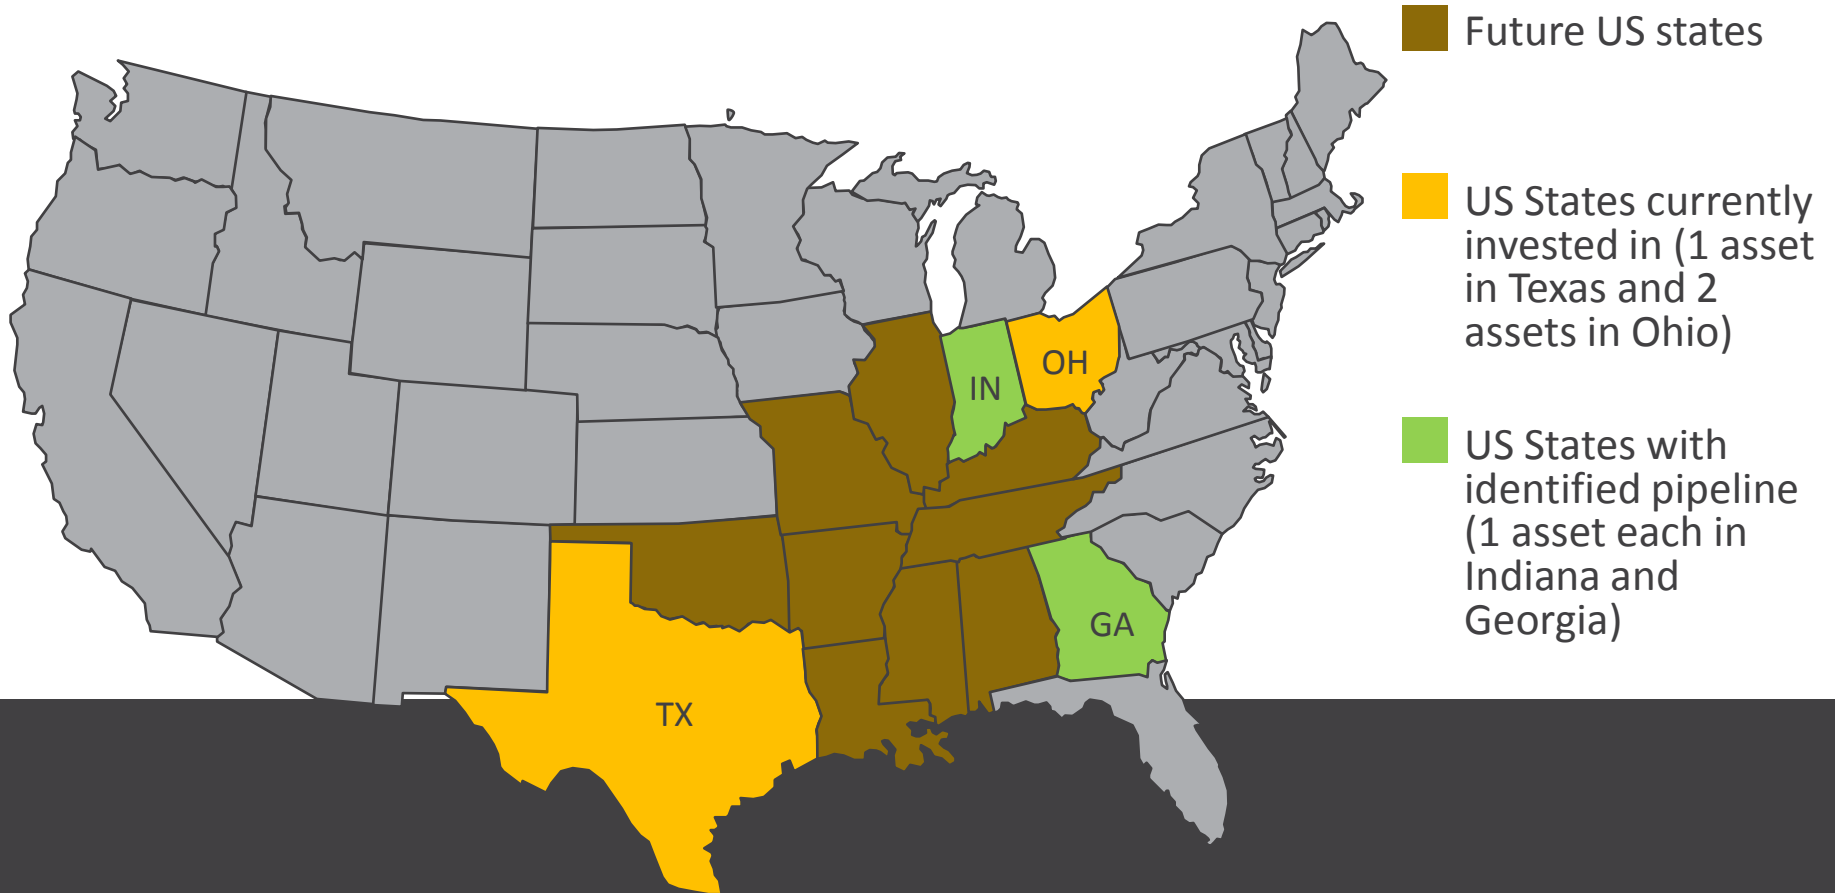 Future US states
US States currently
invested in (1 asset
in Texas and 2
assets in Ohio)
US States with
identified pipeline
(1 asset each in
Indiana and
Georgia)
OH
IN
GA
TX